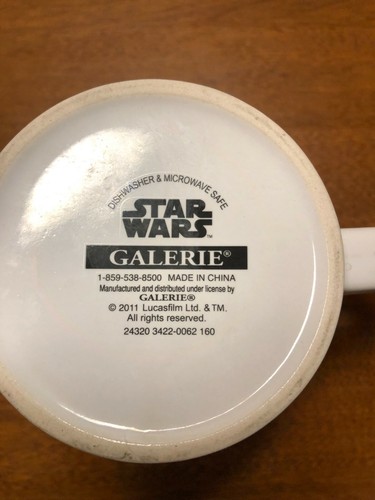 DISHWASHER & MICROWAVE SAFE
STAR
WARS™
GALERIE®
1-859-538-8500 MADE IN CHINA
Manufactured and distributed under license by
GALERIE®
© 2011 Lucasfilm Ltd. & TM.
All rights reserved.
24320 3422-0062 160